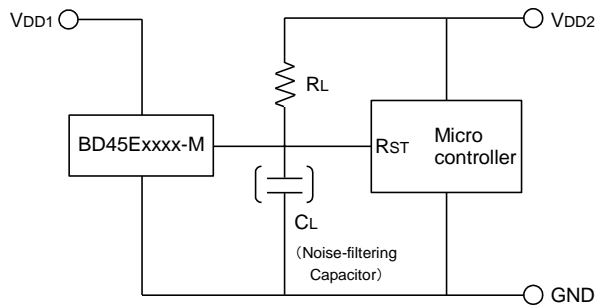 VDD1
VDD2
RL
BD45Exxxx-M
RST
Micro
controller
CL
（Noise-filtering
Capacitor）
GND